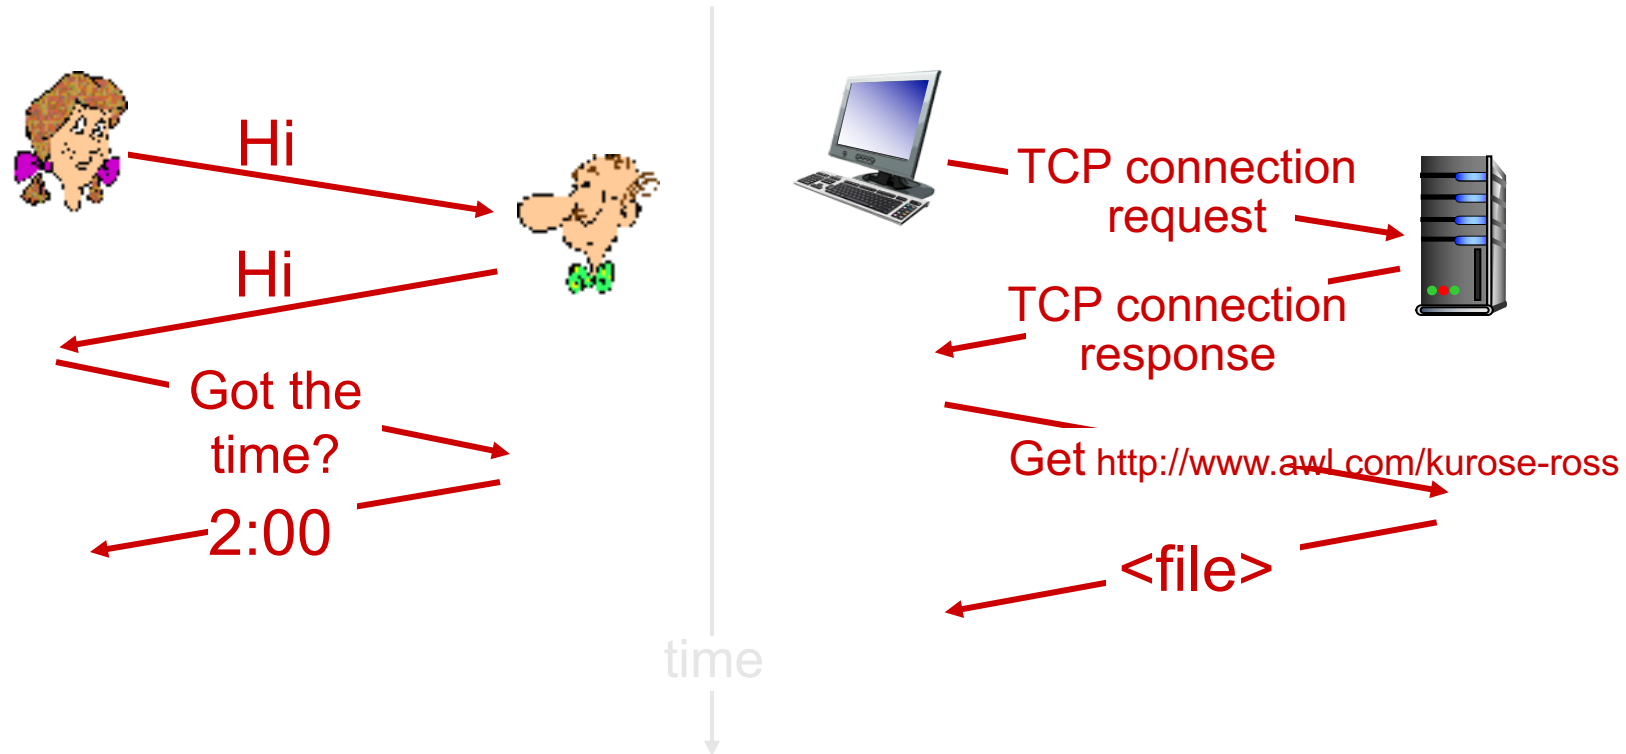 Hi
Hi
Got the
time?
2:00
TCP connection
request
TCP connection
response
Get http://www.awl.com/kurose-ross
<file>
time